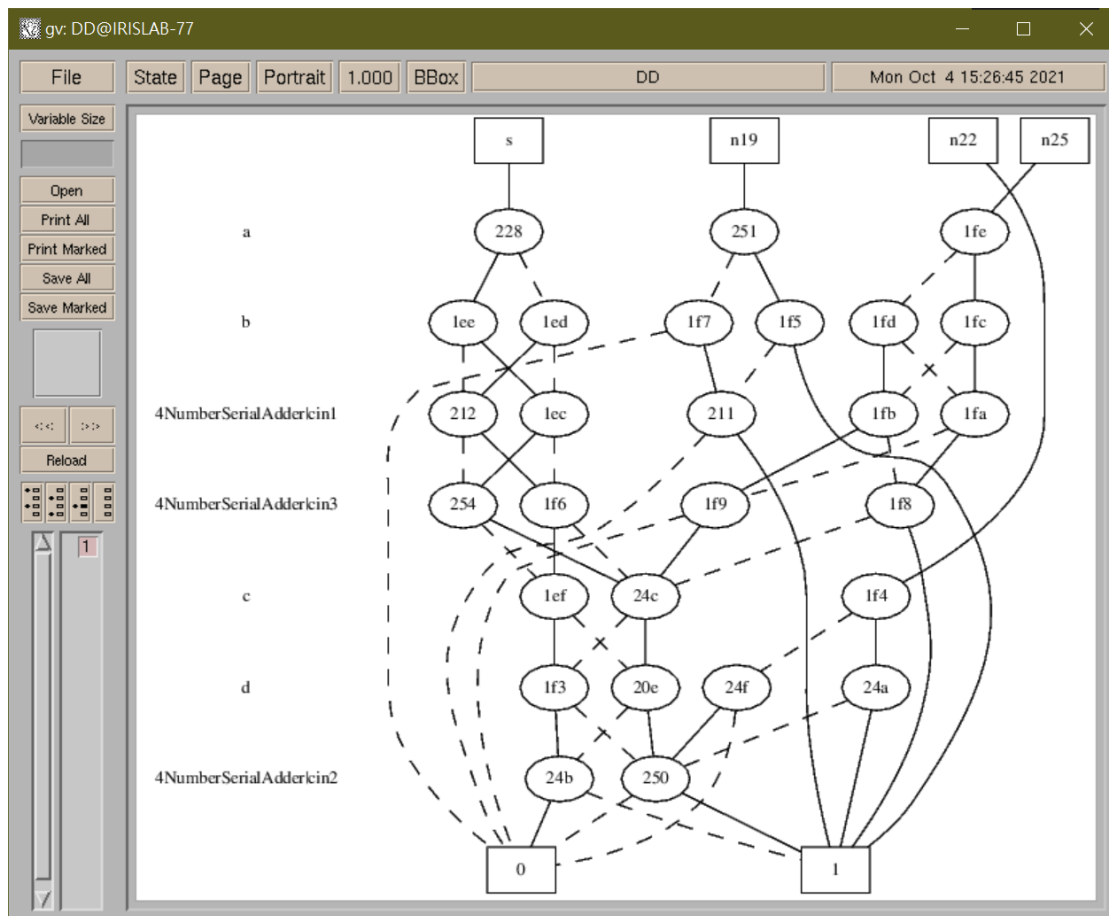 gv: DD@IRISLAB-77
File State Page Portrait 1.000 BBox DD Mon Oct 4 15:26:45 2021
Variable Size
Open
Print All
Print Marked
Save All
Save Marked
<< >>
Reload
1
s n19 n22 n25
a 228 251 1fe
b 1ee 1ed 1f7 1f5 1fd 1fc
4NumberSerialAdder|cin1 212 1ec 211 1fb 1fa
4NumberSerialAdder|cin3 254 1f6 1f9 1f8
c 1ef 24c 1f4
d 1f3 20e 24f 24a
4NumberSerialAdder|cin2 24b 250
0 1